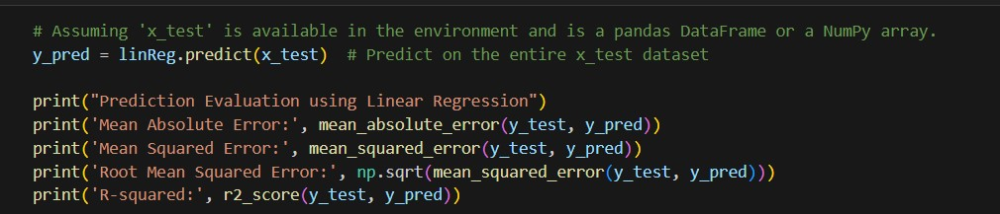 # Assuming 'x_test' is available in the environment and is a pandas DataFrame or a NumPy array.
y_pred = linReg.predict(x_test)  # Predict on the entire x_test dataset
print("Prediction Evaluation using Linear Regression")
print('Mean Absolute Error:', mean_absolute_error(y_test, y_pred))
print('Mean Squared Error:', mean_squared_error(y_test, y_pred))
print('Root Mean Squared Error:', np.sqrt(mean_squared_error(y_test, y_pred)))
print('R-squared:', r2_score(y_test, y_pred))